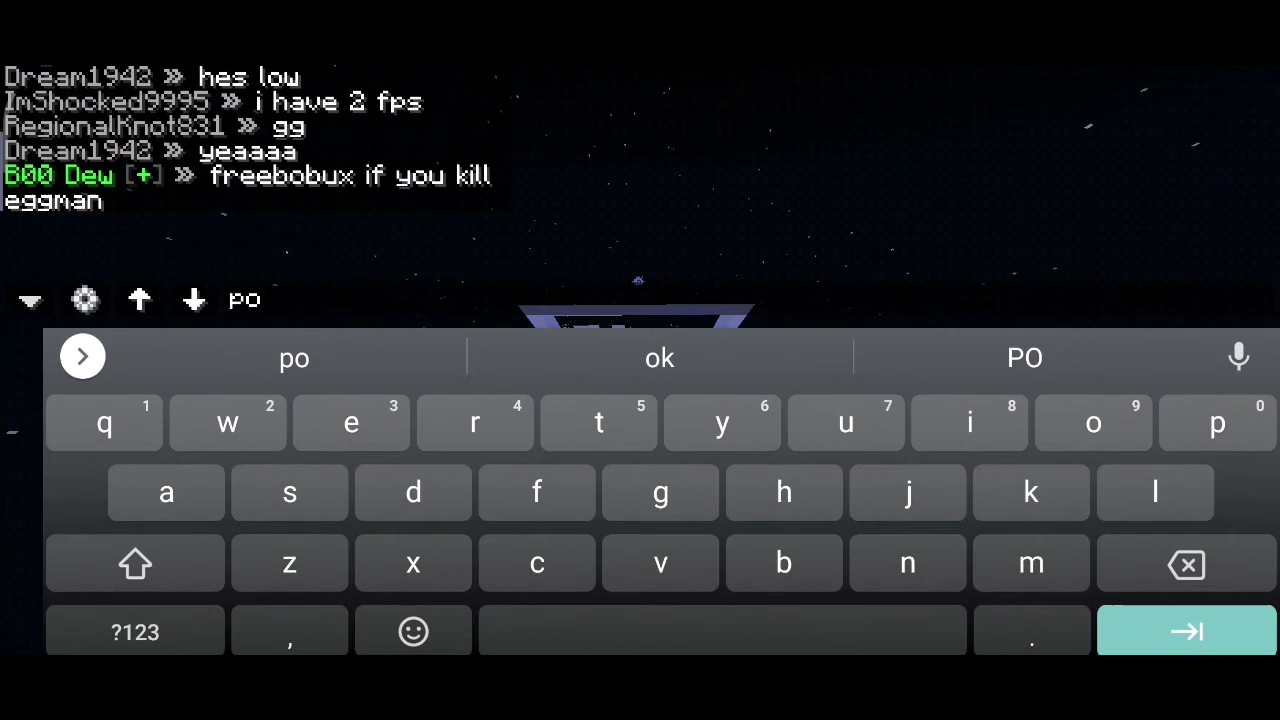 Dream1942 » hes low
ImShocked9995 » i have 2 fps
RegionalKnot831 » gg
Dream1942 » yeaaaa
B00 Dew [+] » freebobux if you kill
eggman
po
po ok PO
q 1 w 2 e 3 r 4 t 5 y 6 u 7 i 8 o 9 p 0
a s d f g h j k l
z x c v b n m
?123 , .